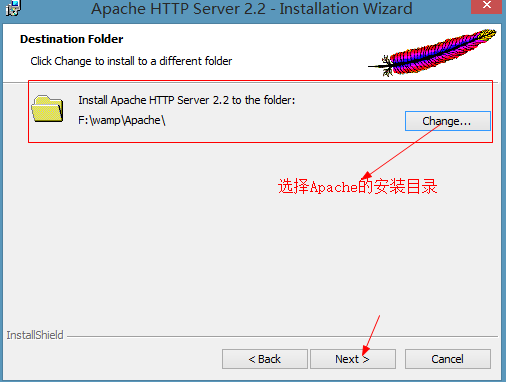 Apache HTTP Server 2.2 - Installation Wizard
Destination Folder
Click Change to install to a different folder
Install Apache HTTP Server 2.2 to the folder:
F:\wamp\Apache\
Change...
选择Apache的安装目录
InstallShield
< Back
Next >
Cancel